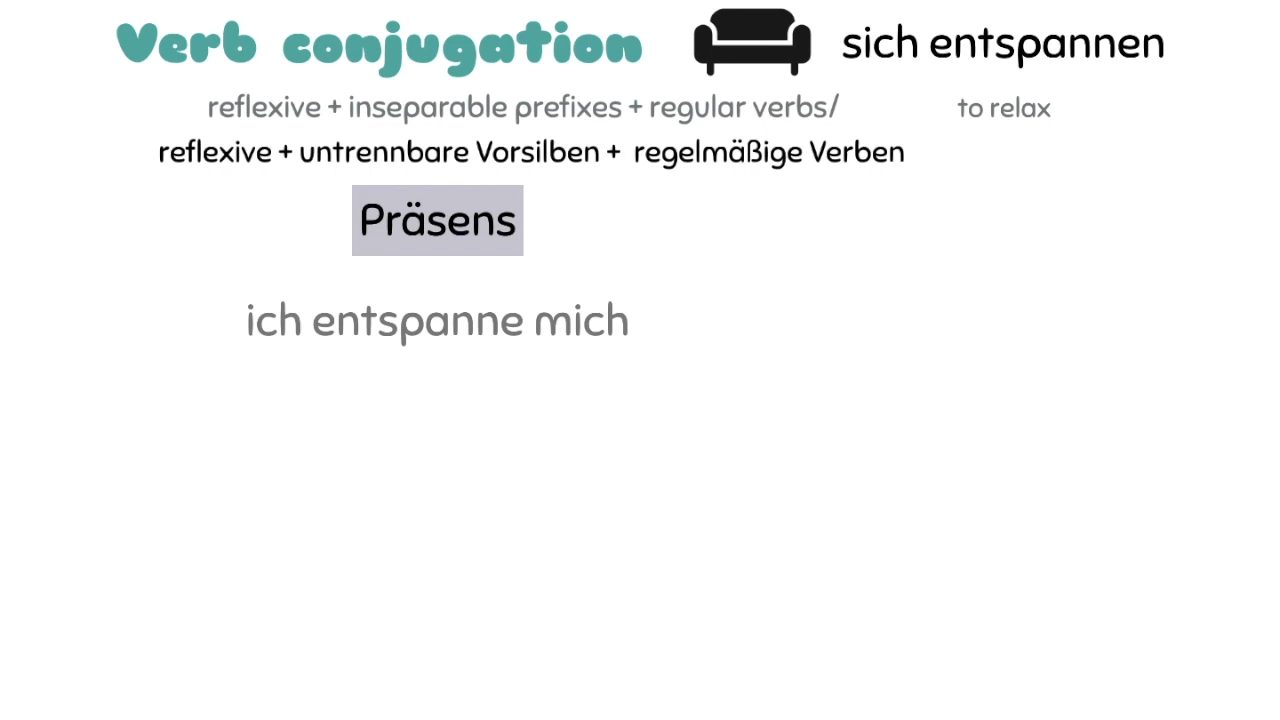 Verb conjugation
sich entspannen
reflexive + inseparable prefixes + regular verbs/
to relax
reflexive + untrennbare Vorsilben + regelmäßige Verben
Präsens
ich entspanne mich